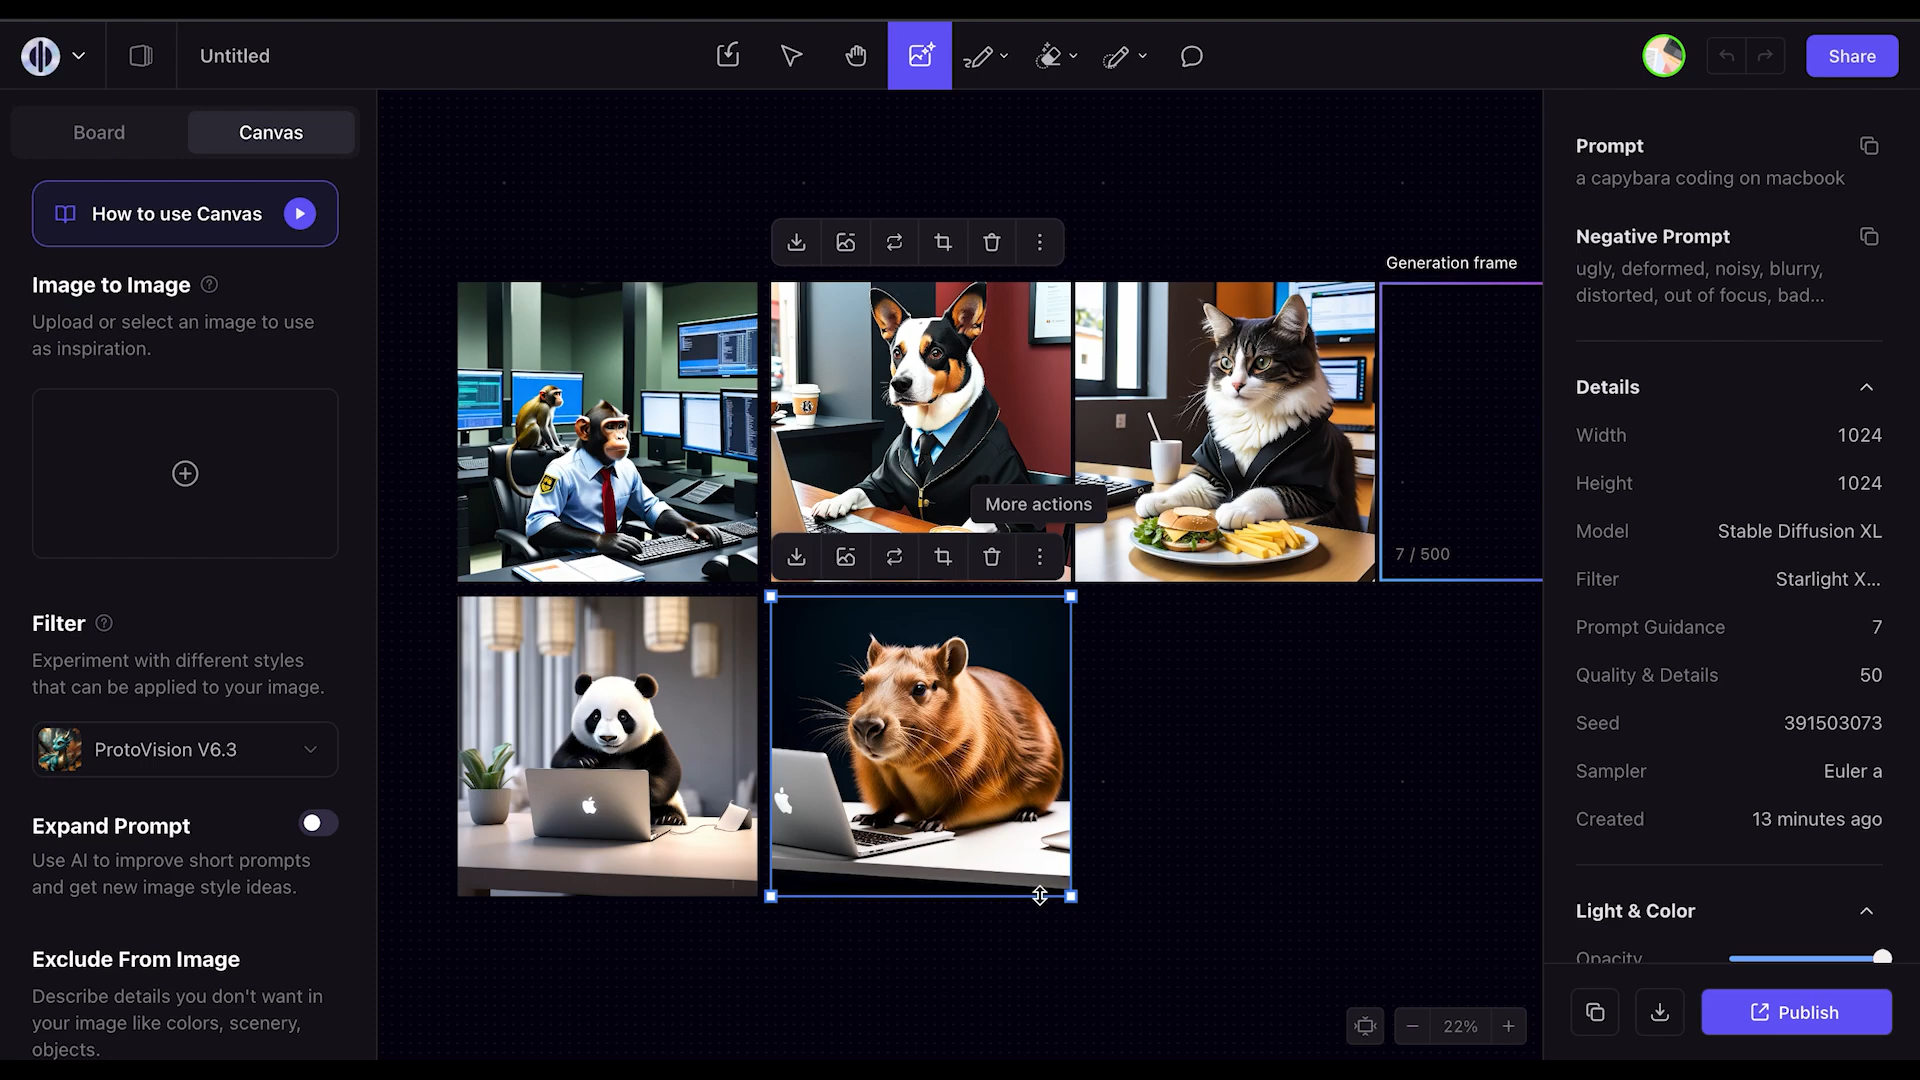 Untitled
Share
Board
Canvas
How to use Canvas
Image to Image
Upload or select an image to use
as inspiration.
Filter
Experiment with different styles
that can be applied to your image.
ProtoVision V6.3
Expand Prompt
Use AI to improve short prompts
and get new image style ideas.
Exclude From Image
Describe details you don't want in
your image like colors, scenery,
objects.
Generation frame
More actions
7 / 500
22%
Prompt
a capybara coding on macbook
Negative Prompt
ugly, deformed, noisy, blurry,
distorted, out of focus, bad...
Details
Width 1024
Height 1024
Model Stable Diffusion XL
Filter Starlight X...
Prompt Guidance 7
Quality & Details 50
Seed 391503073
Sampler Euler a
Created 13 minutes ago
Light & Color
Opacity
Publish